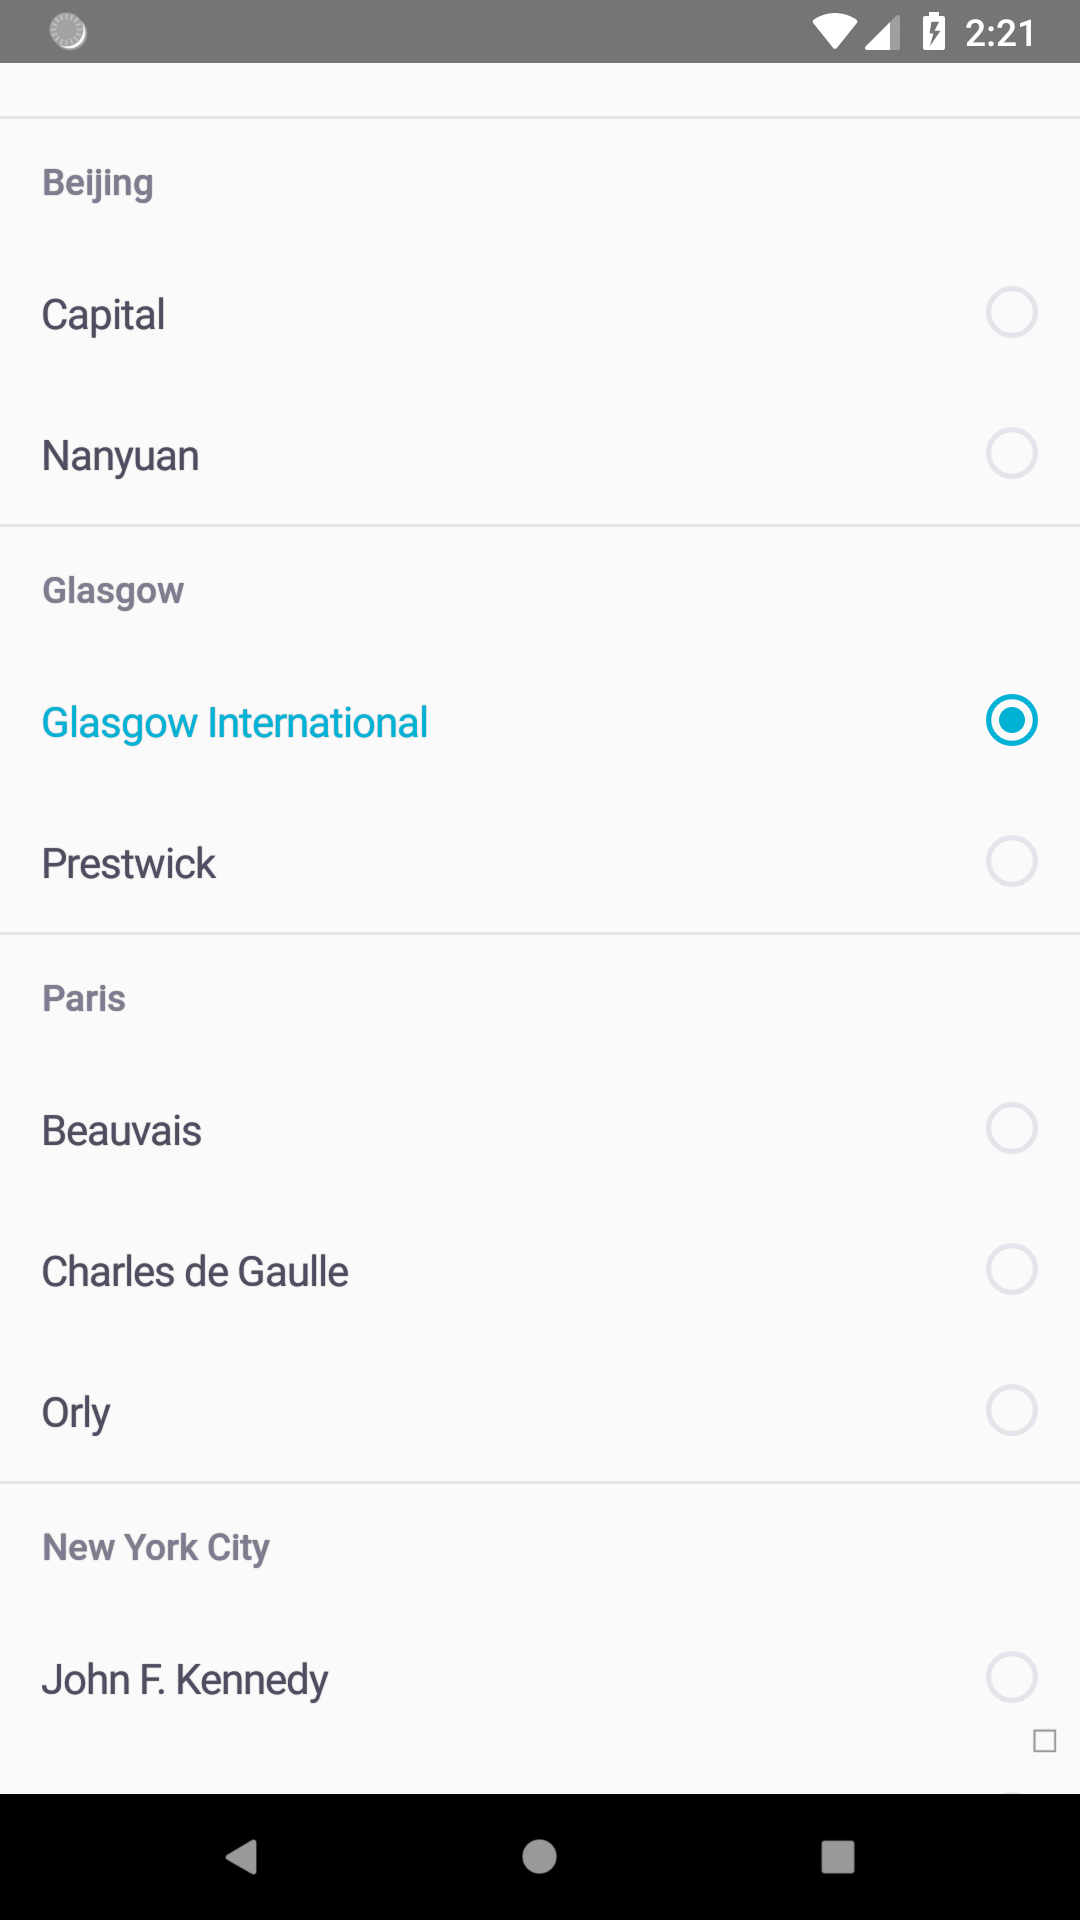 2:21
Beijing
Capital
Nanyuan
Glasgow
Glasgow International
Prestwick
Paris
Beauvais
Charles de Gaulle
Orly
New York City
John F. Kennedy